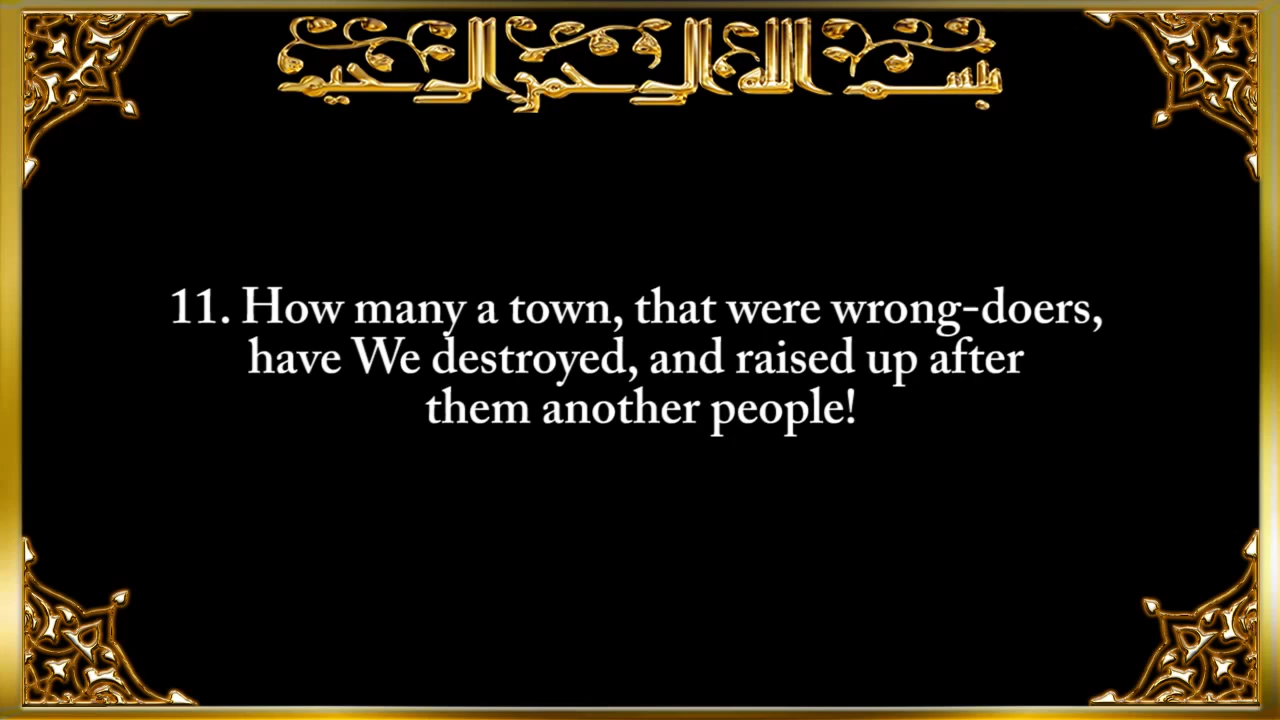 بسم الله الرحمن الرحيم
11. How many a town, that were wrong-doers,
have We destroyed, and raised up after
them another people!